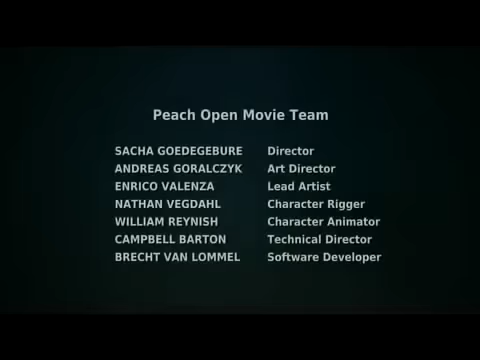 Peach Open Movie Team
SACHA GOEDEGEBURE Director
ANDREAS GORALCZYK Art Director
ENRICO VALENZA Lead Artist
NATHAN VEGDAHL Character Rigger
WILLIAM REYNISH Character Animator
CAMPBELL BARTON Technical Director
BRECHT VAN LOMMEL Software Developer